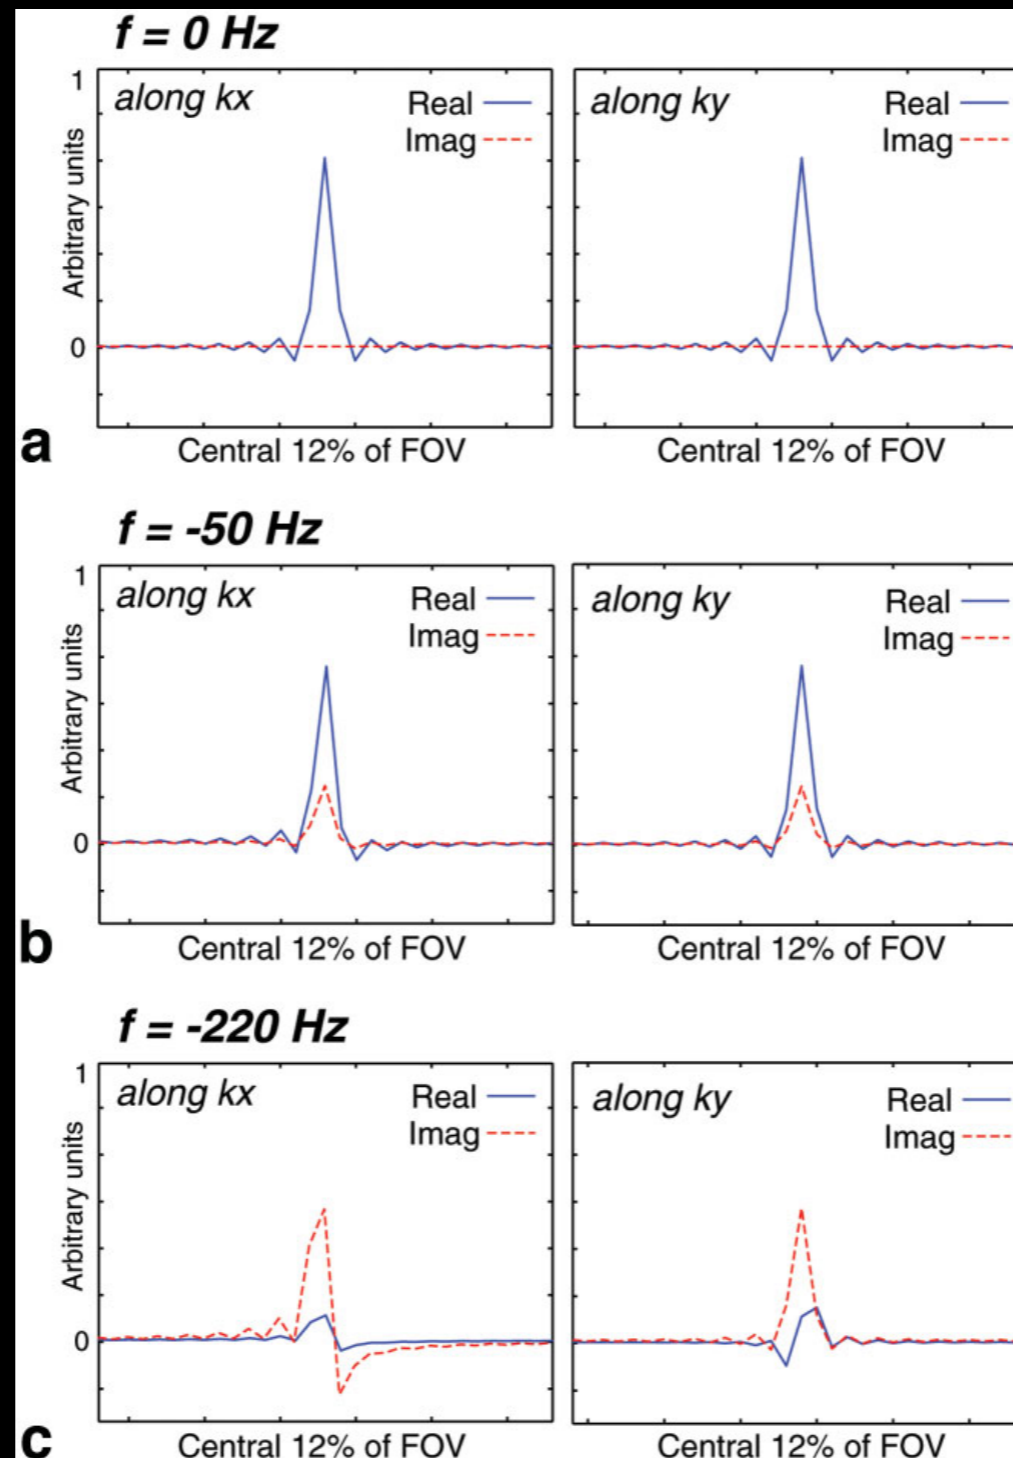 f = 0 Hz
1
along kx
Real
Imag
along ky
Real
Imag
Arbitrary units
0
a
Central 12% of FOV
Central 12% of FOV
f = -50 Hz
1
along kx
Real
Imag
along ky
Real
Imag
Arbitrary units
0
b
Central 12% of FOV
Central 12% of FOV
f = -220 Hz
1
along kx
Real
Imag
along ky
Real
Imag
Arbitrary units
0
c
Central 12% of FOV
Central 12% of FOV